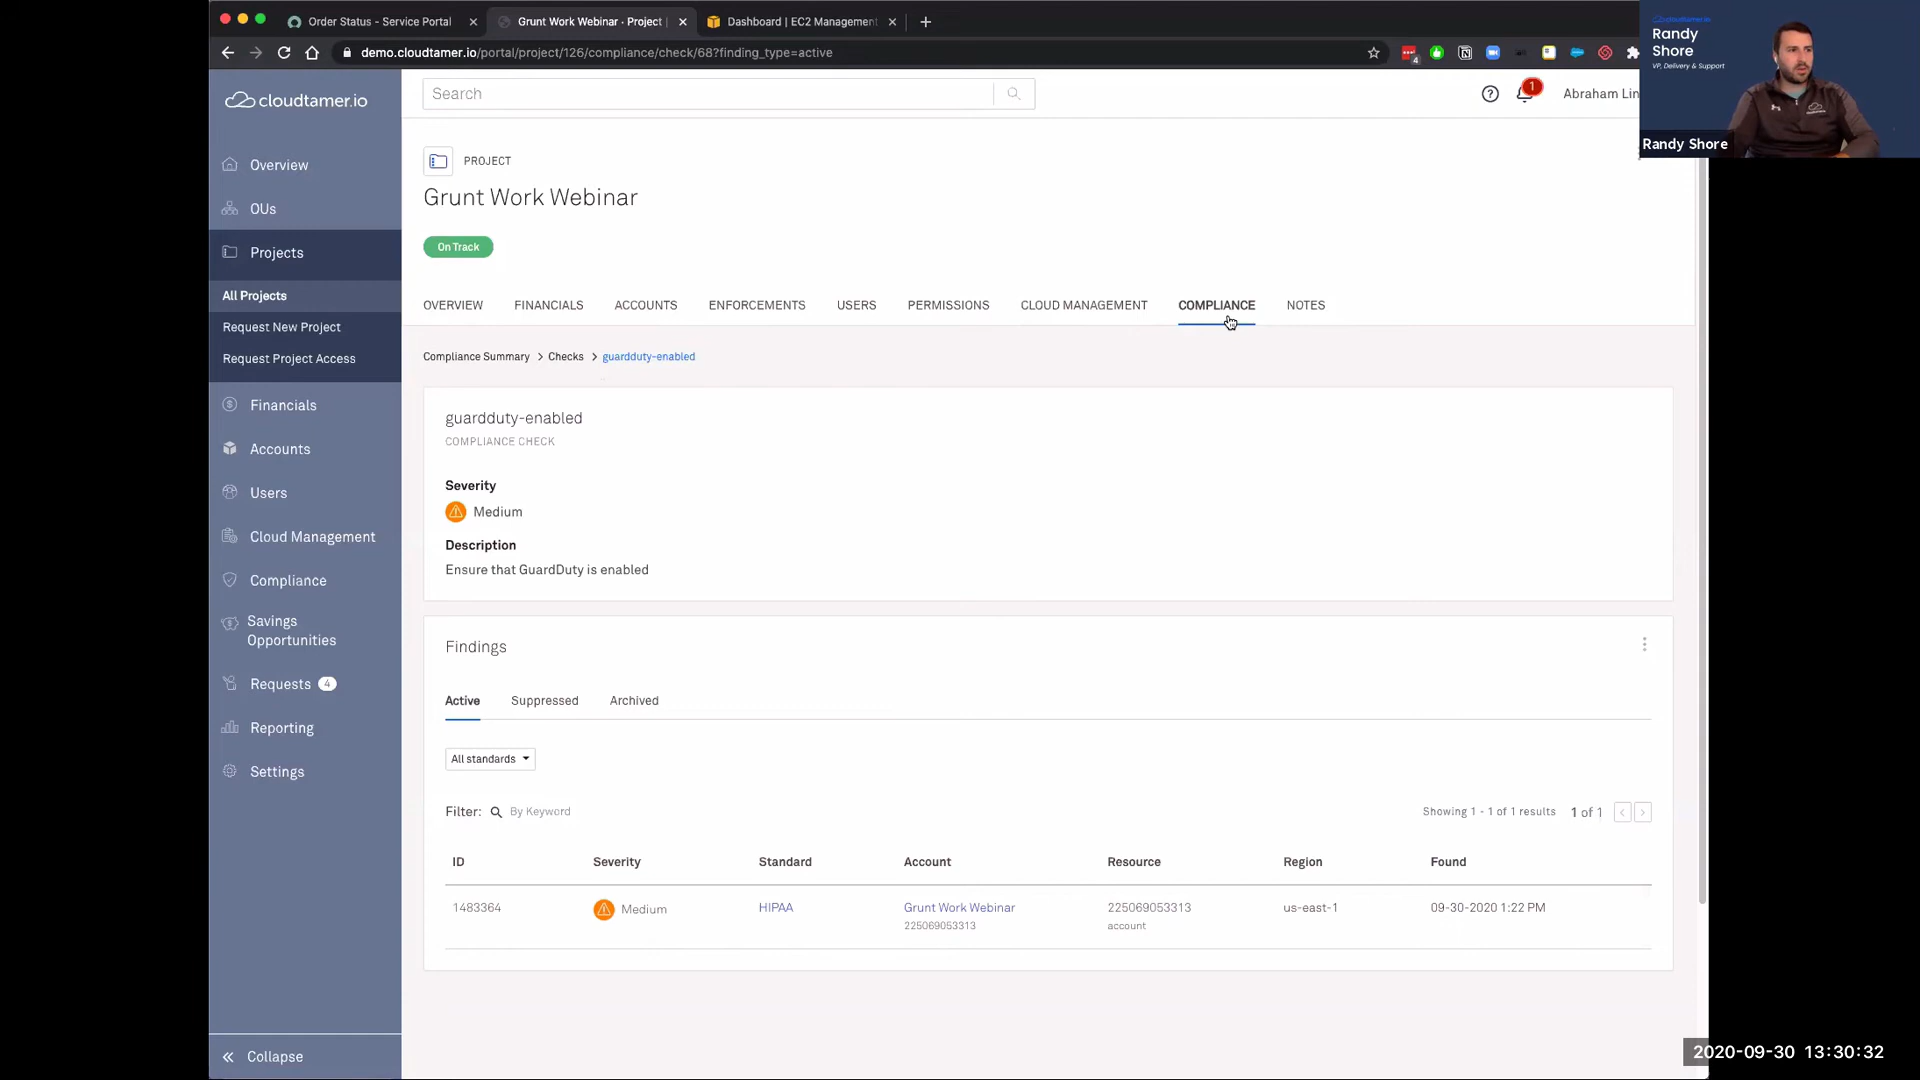 Order Status - Service Portal
Grunt Work Webinar · Project
Dashboard | EC2 Management
demo.cloudtamer.io/portal/project/126/compliance/check/68?finding_type=active
4
cloudtamer.io
Randy
Shore
VP, Delivery & Support
Randy Shore
cloudtamer.io
Search
1
Abraham Lin
Overview
OUs
Projects
All Projects
Request New Project
Request Project Access
Financials
Accounts
Users
Cloud Management
Compliance
Savings
Opportunities
Requests 4
Reporting
Settings
Collapse
PROJECT
Grunt Work Webinar
On Track
OVERVIEW FINANCIALS ACCOUNTS ENFORCEMENTS USERS PERMISSIONS CLOUD MANAGEMENT COMPLIANCE NOTES
Compliance Summary > Checks > guardduty-enabled
guardduty-enabled
COMPLIANCE CHECK
Severity
Medium
Description
Ensure that GuardDuty is enabled
Findings
Active Suppressed Archived
All standards
Filter: By Keyword
Showing 1 - 1 of 1 results 1 of 1
ID Severity Standard Account Resource Region Found
1483364 Medium HIPAA Grunt Work Webinar 225069053313 us-east-1 09-30-2020 1:22 PM
225069053313 account
2020-09-30 13:30:32